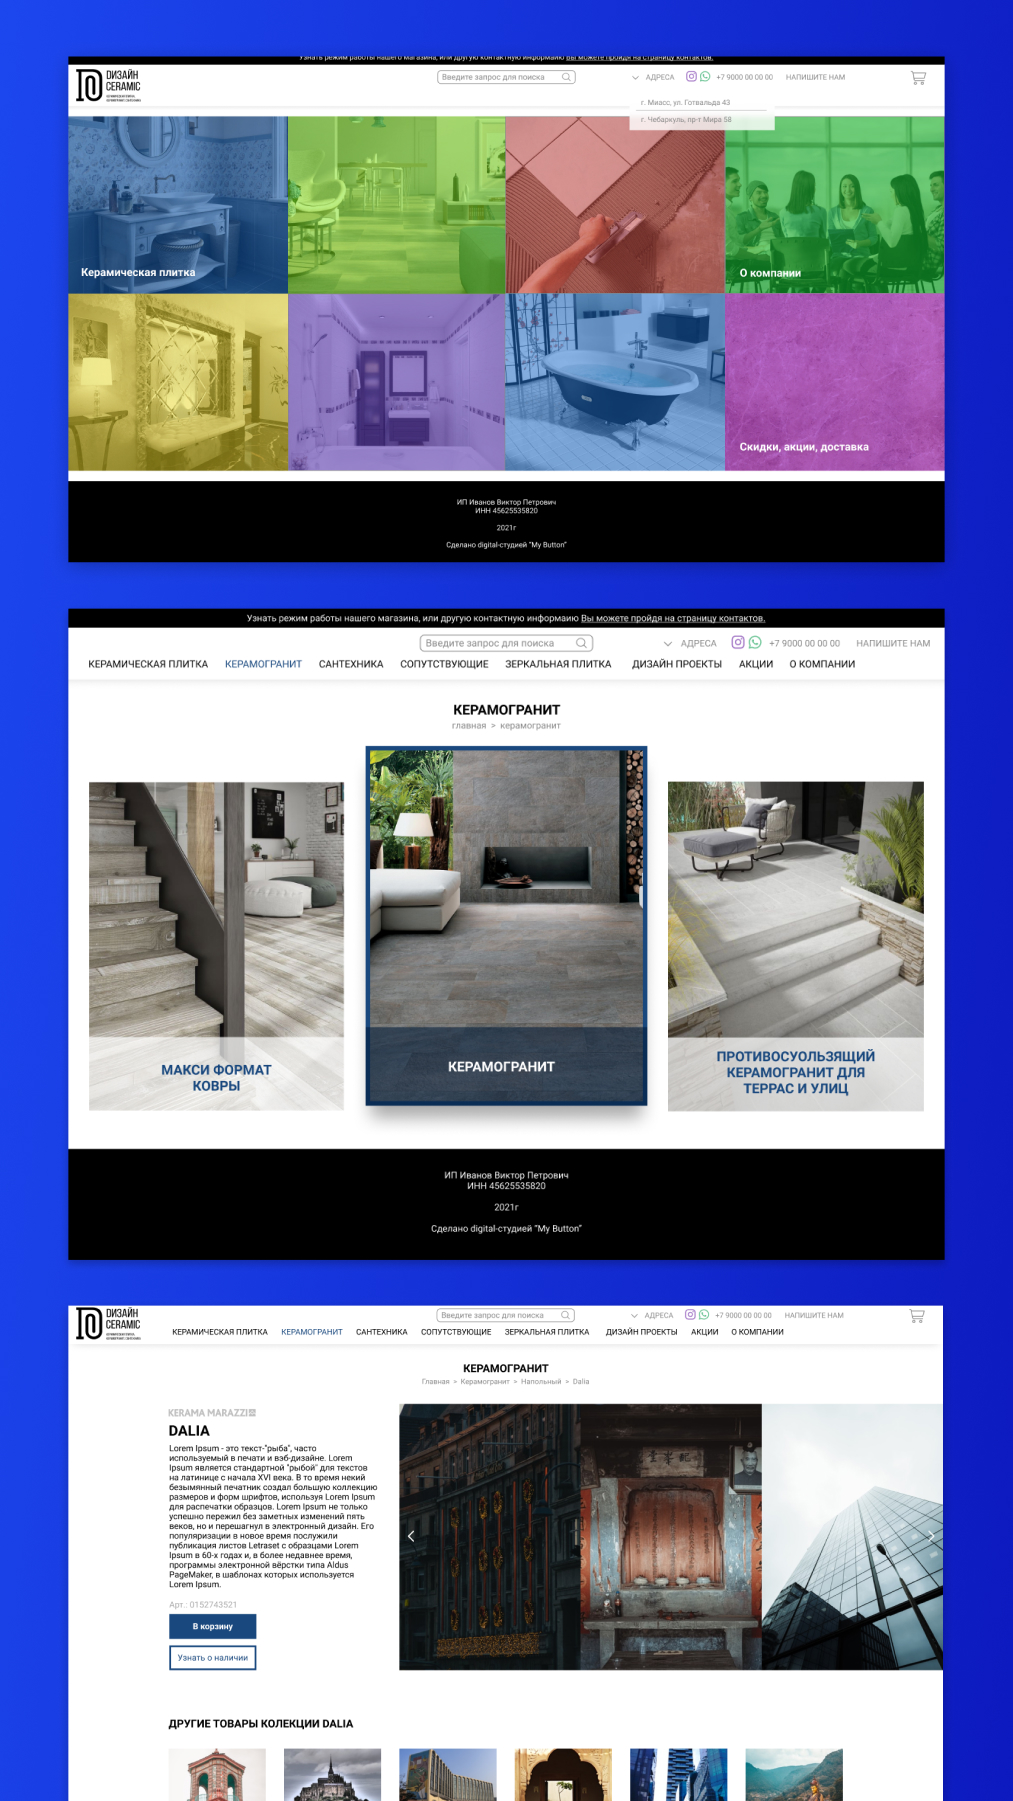 Узнать режим работы нашего магазина, или другую контактную информаию Вы можете пройдя на страницу контактов.
ДИЗАЙН
CERAMIC
Введите запрос для поиска
АДРЕСА
+7 9000 00 00 00
НАПИШИТЕ НАМ
г. Миасс, ул. Готвальда 43
г. Чебаркуль, пр-т Мира 58
Керамическая плитка
О компании
Скидки, акции, доставка
ИП Иванов Виктор Петрович
ИНН 45625535820
2021г
Сделано digital-студией “My Button”
Узнать режим работы нашего магазина, или другую контактную информаию Вы можете пройдя на страницу контактов.
Введите запрос для поиска
АДРЕСА
+7 9000 00 00 00
НАПИШИТЕ НАМ
КЕРАМИЧЕСКАЯ ПЛИТКА КЕРАМОГРАНИТ САНТЕХНИКА СОПУТСТВУЮЩИЕ ЗЕРКАЛЬНАЯ ПЛИТКА ДИЗАЙН ПРОЕКТЫ АКЦИИ О КОМПАНИИ
КЕРАМОГРАНИТ
главная > керамогранит
МАКСИ ФОРМАТ
КОВРЫ
КЕРАМОГРАНИТ
ПРОТИВОСУОЛЬЗЯЩИЙ
КЕРАМОГРАНИТ ДЛЯ
ТЕРРАС И УЛИЦ
ИП Иванов Виктор Петрович
ИНН 45625535820
2021г
Сделано digital-студией “My Button”
ДИЗАЙН
CERAMIC
Введите запрос для поиска
АДРЕСА
+7 9000 00 00 00
НАПИШИТЕ НАМ
КЕРАМИЧЕСКАЯ ПЛИТКА КЕРАМОГРАНИТ САНТЕХНИКА СОПУТСТВУЮЩИЕ ЗЕРКАЛЬНАЯ ПЛИТКА ДИЗАЙН ПРОЕКТЫ АКЦИИ О КОМПАНИИ
КЕРАМОГРАНИТ
Главная > Керамогранит > Напольный > Dalia
KERAMA MARAZZI
DALIA
Lorem Ipsum - это текст-"рыба", часто
используемый в печати и вэб-дизайне. Lorem
Ipsum является стандартной "рыбой" для текстов
на латинице с начала XVI века. В то время некий
безымянный печатник создал большую коллекцию
размеров и форм шрифтов, используя Lorem Ipsum
для распечатки образцов. Lorem Ipsum не только
успешно пережил без заметных изменений пять
веков, но и перешагнул в электронный дизайн. Его
популяризации в новое время послужили
публикация листов Letraset с образцами Lorem
Ipsum в 60-х годах и, в более недавнее время,
программы электронной вёрстки типа Aldus
PageMaker, в шаблонах которых используется
Lorem Ipsum.
Арт.: 0152743521
В корзину
Узнать о наличии
ДРУГИЕ ТОВАРЫ КОЛЕКЦИИ DALIA